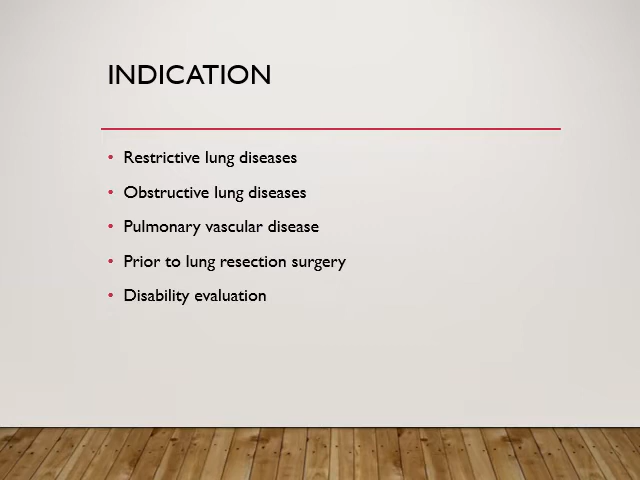 INDICATION
• Restrictive lung diseases
• Obstructive lung diseases
• Pulmonary vascular disease
• Prior to lung resection surgery
• Disability evaluation